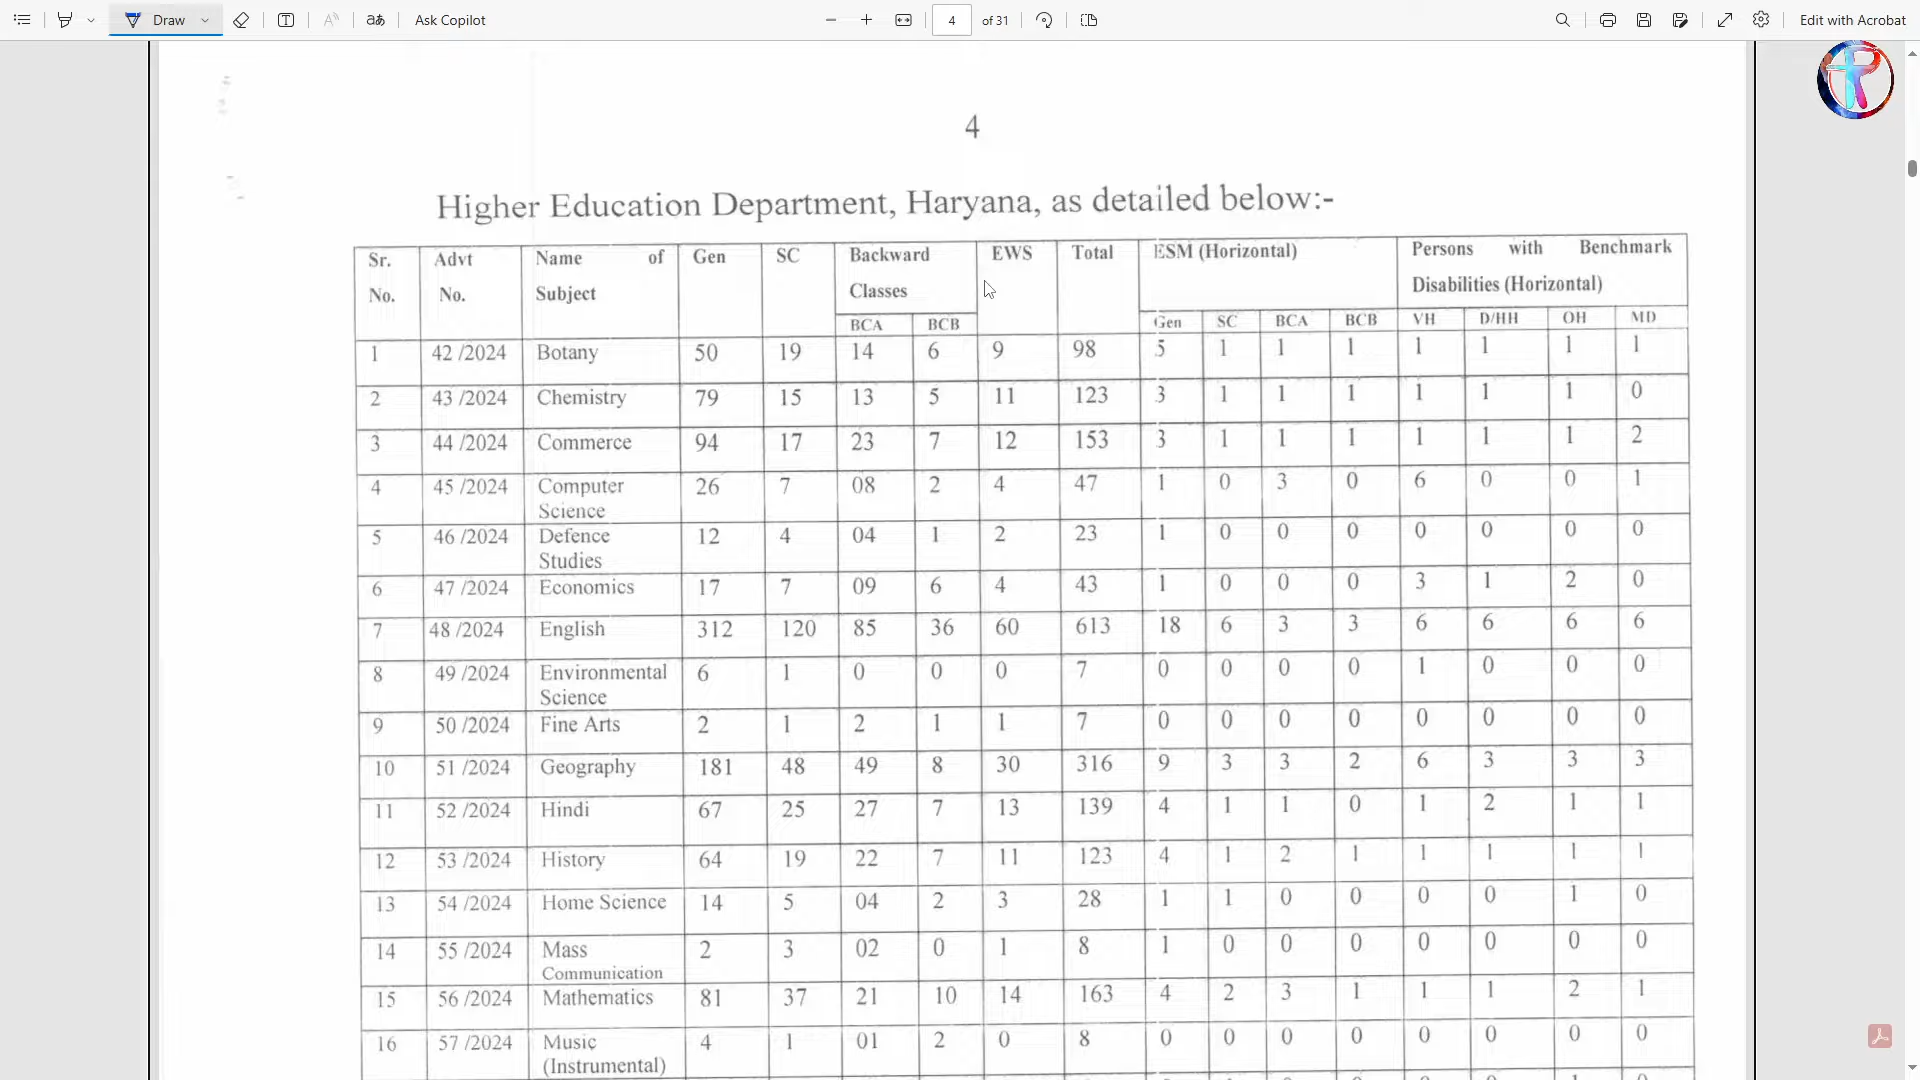 Draw
Ask Copilot
4 of 31
Edit with Acrobat
4
Higher Education Department, Haryana, as detailed below:-
Sr. No. Advt No. Name of Subject Gen SC Backward Classes EWS Total ESM (Horizontal) Persons with Benchmark Disabilities (Horizontal)
BCA BCB Gen SC BCA BCB VH D/HH OH MD
1 42 /2024 Botany 50 19 14 6 9 98 5 1 1 1 1 1 1 1
2 43 /2024 Chemistry 79 15 13 5 11 123 3 1 1 1 1 1 1 0
3 44 /2024 Commerce 94 17 23 7 12 153 3 1 1 1 1 1 1 2
4 45 /2024 Computer Science 26 7 08 2 4 47 1 0 3 0 6 0 0 1
5 46 /2024 Defence Studies 12 4 04 1 2 23 1 0 0 0 0 0 0 0
6 47 /2024 Economics 17 7 09 6 4 43 1 0 0 0 3 1 2 0
7 48 /2024 English 312 120 85 36 60 613 18 6 3 3 6 6 6 6
8 49 /2024 Environmental Science 6 1 0 0 0 7 0 0 0 0 1 0 0 0
9 50 /2024 Fine Arts 2 1 2 1 1 7 0 0 0 0 0 0 0 0
10 51 /2024 Geography 181 48 49 8 30 316 9 3 3 2 6 3 3 3
11 52 /2024 Hindi 67 25 27 7 13 139 4 1 1 0 1 2 1 1
12 53 /2024 History 64 19 22 7 11 123 4 1 2 1 1 1 1 1
13 54 /2024 Home Science 14 5 04 2 3 28 1 1 0 0 0 0 1 0
14 55 /2024 Mass Communication 2 3 02 0 1 8 1 0 0 0 0 0 0 0
15 56 /2024 Mathematics 81 37 21 10 14 163 4 2 3 1 1 1 2 1
16 57 /2024 Music (Instrumental) 4 1 01 2 0 8 0 0 0 0 0 0 0 0